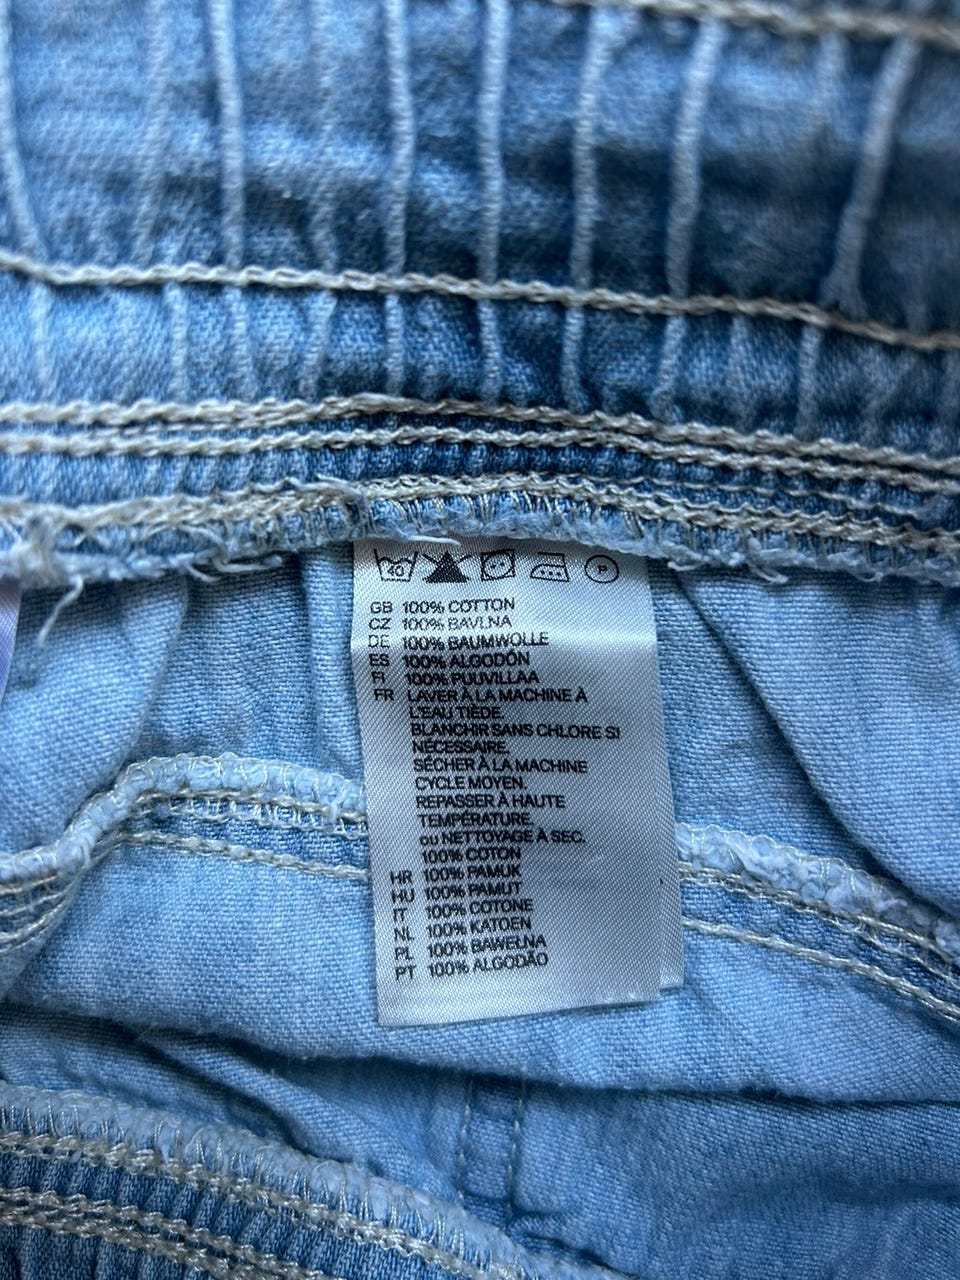 40 P
GB 100% COTTON
CZ 100% BAVLNA
DE 100% BAUMWOLLE
ES 100% ALGODÓN
FI 100% PUUVILLAA
FR LAVER À LA MACHINE À
L'EAU TIÈDE.
BLANCHIR SANS CHLORE SI
NÉCESSAIRE.
SÉCHER À LA MACHINE
CYCLE MOYEN.
REPASSER À HAUTE
TEMPÉRATURE.
ou NETTOYAGE À SEC.
100% COTON
HR 100% PAMUK
HU 100% PAMUT
IT 100% COTONE
NL 100% KATOEN
PL 100% BAWEŁNA
PT 100% ALGODÃO